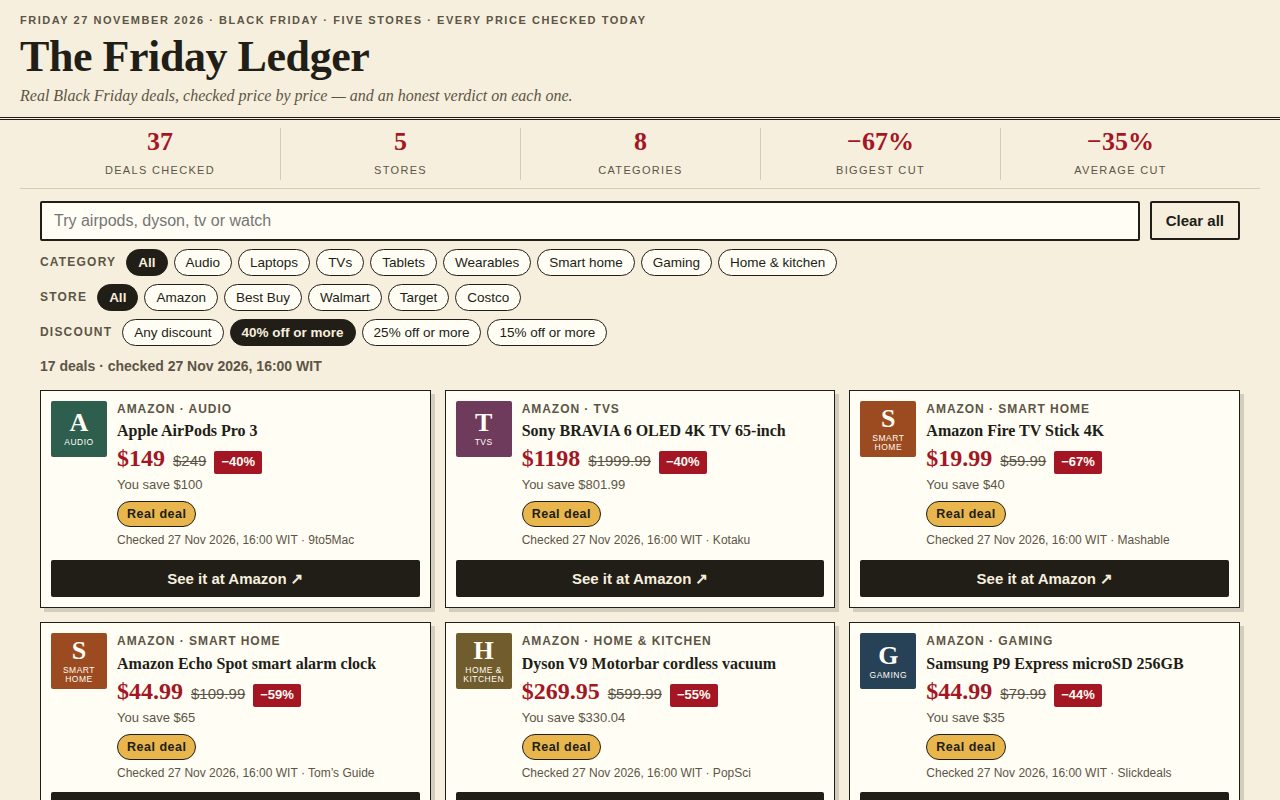 FRIDAY 27 NOVEMBER 2026 · BLACK FRIDAY · FIVE STORES · EVERY PRICE CHECKED TODAY
The Friday Ledger
Real Black Friday deals, checked price by price — and an honest verdict on each one.
37 5 8 −67% −35%
DEALS CHECKED STORES CATEGORIES BIGGEST CUT AVERAGE CUT
Try airpods, dyson, tv or watch Clear all
CATEGORY All Audio Laptops TVs Tablets Wearables Smart home Gaming Home & kitchen
STORE All Amazon Best Buy Walmart Target Costco
DISCOUNT Any discount 40% off or more 25% off or more 15% off or more
17 deals · checked 27 Nov 2026, 16:00 WIT
A
AUDIO
AMAZON · AUDIO
Apple AirPods Pro 3
$149 $249 −40%
You save $100
Real deal
Checked 27 Nov 2026, 16:00 WIT · 9to5Mac
See it at Amazon ↗
T
TVS
AMAZON · TVS
Sony BRAVIA 6 OLED 4K TV 65-inch
$1198 $1999.99 −40%
You save $801.99
Real deal
Checked 27 Nov 2026, 16:00 WIT · Kotaku
See it at Amazon ↗
S
SMART
HOME
AMAZON · SMART HOME
Amazon Fire TV Stick 4K
$19.99 $59.99 −67%
You save $40
Real deal
Checked 27 Nov 2026, 16:00 WIT · Mashable
See it at Amazon ↗
S
SMART
HOME
AMAZON · SMART HOME
Amazon Echo Spot smart alarm clock
$44.99 $109.99 −59%
You save $65
Real deal
Checked 27 Nov 2026, 16:00 WIT · Tom's Guide
H
HOME &
KITCHEN
AMAZON · HOME & KITCHEN
Dyson V9 Motorbar cordless vacuum
$269.95 $599.99 −55%
You save $330.04
Real deal
Checked 27 Nov 2026, 16:00 WIT · PopSci
G
GAMING
AMAZON · GAMING
Samsung P9 Express microSD 256GB
$44.99 $79.99 −44%
You save $35
Real deal
Checked 27 Nov 2026, 16:00 WIT · Slickdeals